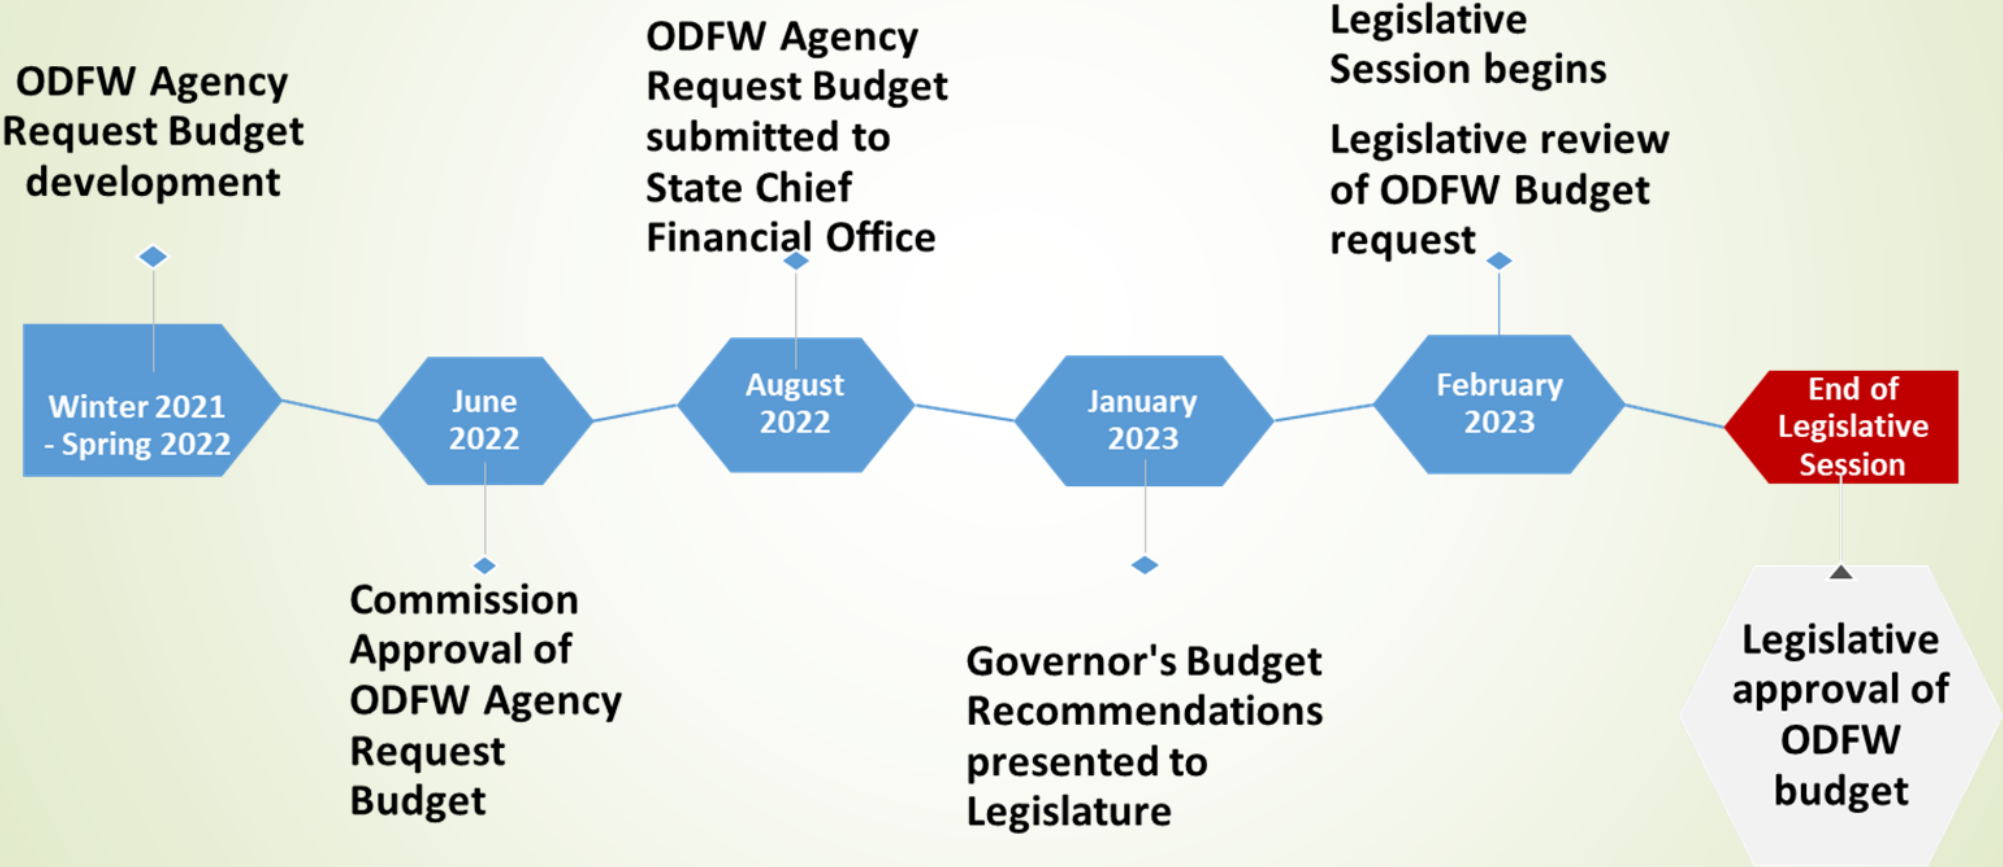 ODFW Agency
Request Budget
development
Winter 2021
- Spring 2022
June
2022
Commission
Approval of
ODFW Agency
Request
Budget
ODFW Agency
Request Budget
submitted to
State Chief
Financial Office
August
2022
January
2023
Governor's Budget
Recommendations
presented to
Legislature
Legislative
Session begins
Legislative review
of ODFW Budget
request
February
2023
End of
Legislative
Session
Legislative
approval of
ODFW
budget